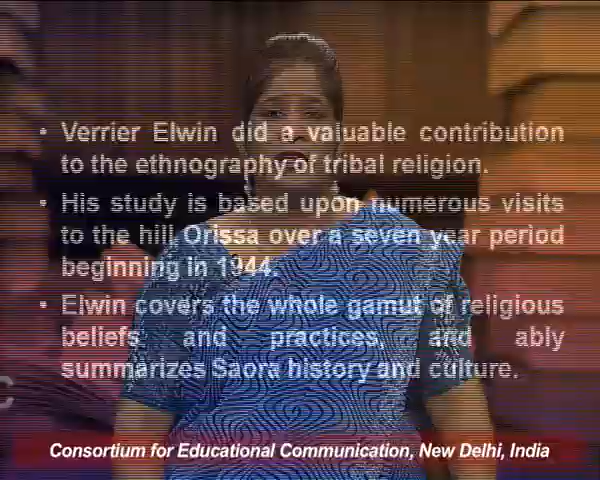 • Verrier Elwin did a valuable contribution
to the ethnography of tribal religion.
• His study is based upon numerous visits
to the hill Orissa over a seven year period
beginning in 1944.
• Elwin covers the whole gamut of religious
beliefs and practices, and ably
summarizes Saora history and culture.
C
Consortium for Educational Communication, New Delhi, India